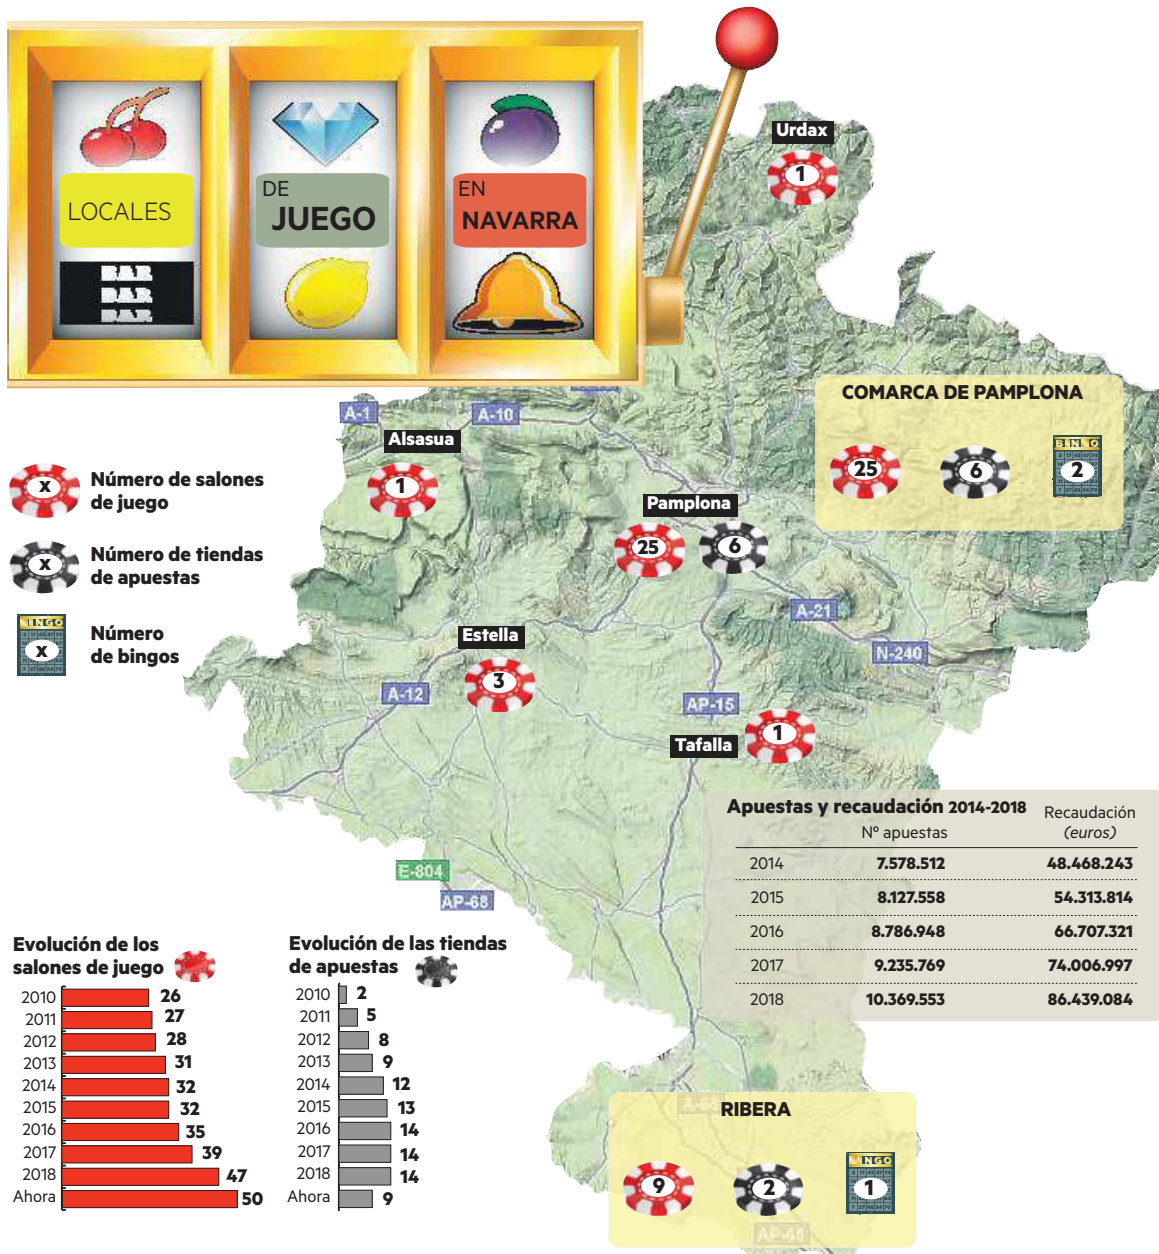 LOCALES
DE
JUEGO
EN
NAVARRA
BAR
BAR
BAR
Urdax
1
A-1
A-10
Alsasua
1
COMARCA DE PAMPLONA
25
6
BINGO
2
X
Número de salones
de juego
X
Número de tiendas
de apuestas
BINGO
X
Número
de bingos
Pamplona
25
6
A-21
N-240
Estella
3
A-12
AP-15
Tafalla
1
E-804
AP-68
Apuestas y recaudación 2014-2018
Nº apuestas
Recaudación
(euros)
2014 7.578.512 48.468.243
2015 8.127.558 54.313.814
2016 8.786.948 66.707.321
2017 9.235.769 74.006.997
2018 10.369.553 86.439.084
Evolución de los
salones de juego
2010 26
2011 27
2012 28
2013 31
2014 32
2015 32
2016 35
2017 39
2018 47
Ahora 50
Evolución de las tiendas
de apuestas
2010 2
2011 5
2012 8
2013 9
2014 12
2015 13
2016 14
2017 14
2018 14
Ahora 9
RIBERA
9
2
BINGO
1
AP-68